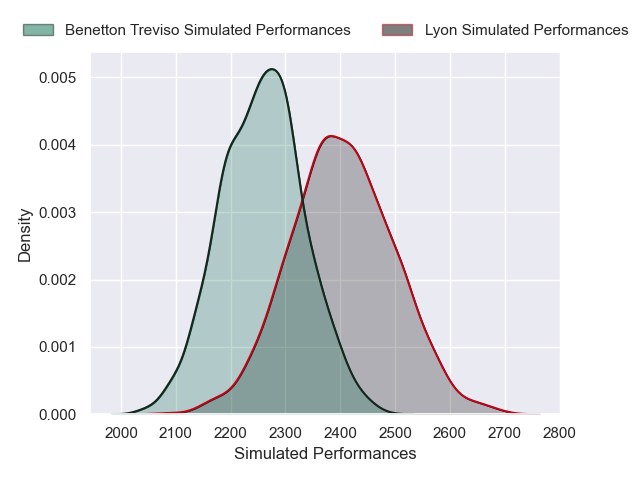 Benetton Treviso Simulated Performances Lyon Simulated Performances
0.005
0.004
0.003
0.002
0.001
0.000
Density
2000 2100 2200 2300 2400 2500 2600 2700 2800
Simulated Performances